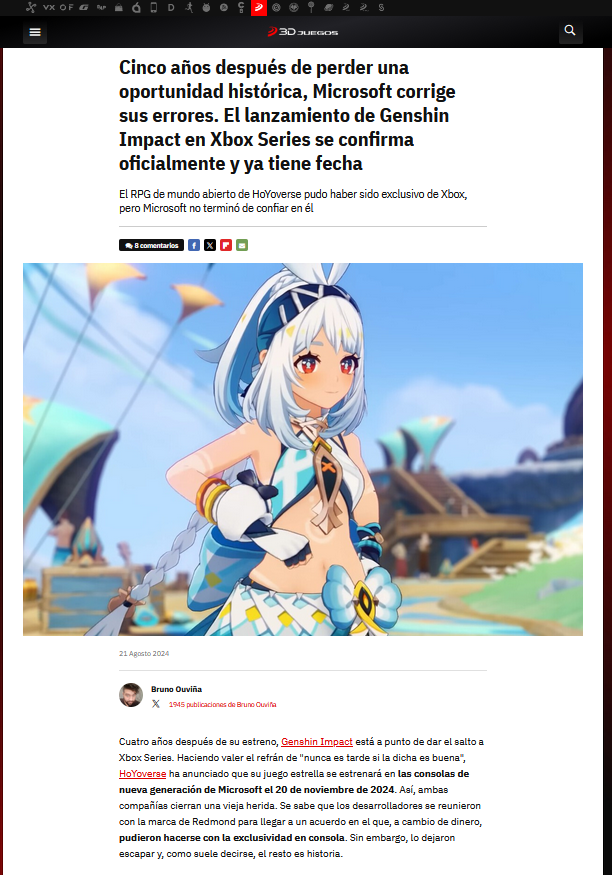 3DJUEGOS
Cinco años después de perder una
oportunidad histórica, Microsoft corrige
sus errores. El lanzamiento de Genshin
Impact en Xbox Series se confirma
oficialmente y ya tiene fecha
El RPG de mundo abierto de HoYoverse pudo haber sido exclusivo de Xbox,
pero Microsoft no terminó de confiar en él
8 comentarios
21 Agosto 2024
Bruno Ouviña
1945 publicaciones de Bruno Ouviña
Cuatro años después de su estreno, Genshin Impact está a punto de dar el salto a
Xbox Series. Haciendo valer el refrán de "nunca es tarde si la dicha es buena",
HoYoverse ha anunciado que su juego estrella se estrenará en las consolas de
nueva generación de Microsoft el 20 de noviembre de 2024. Así, ambas
compañías cierran una vieja herida. Se sabe que los desarrolladores se reunieron
con la marca de Redmond para llegar a un acuerdo en el que, a cambio de dinero,
pudieron hacerse con la exclusividad en consola. Sin embargo, lo dejaron
escapar y, como suele decirse, el resto es historia.